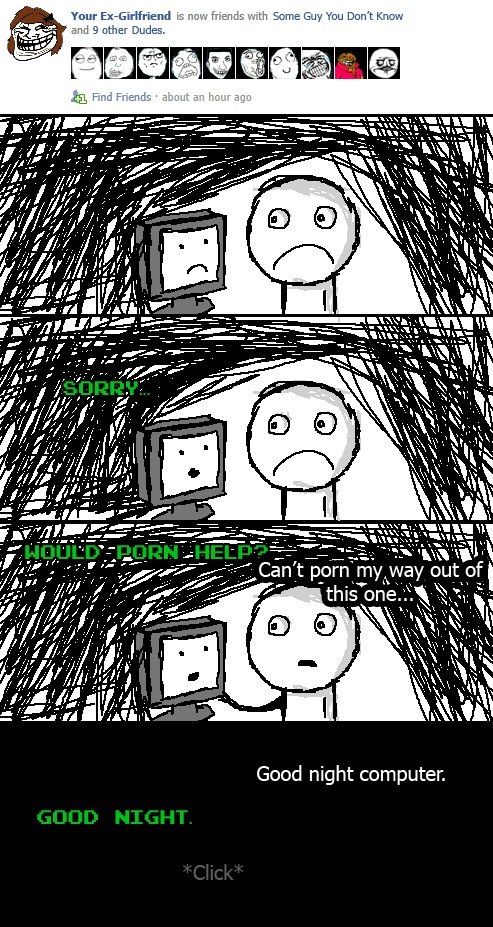 Your Ex-Girlfriend is now friends with Some Guy You Don't Know
and 9 other Dudes.
1 Find Friends · about an hour ago
SORRY...
WOULD PORN HELP?
Can't porn my way out of
this one...
Good night computer.
GOOD NIGHT.
*Click*